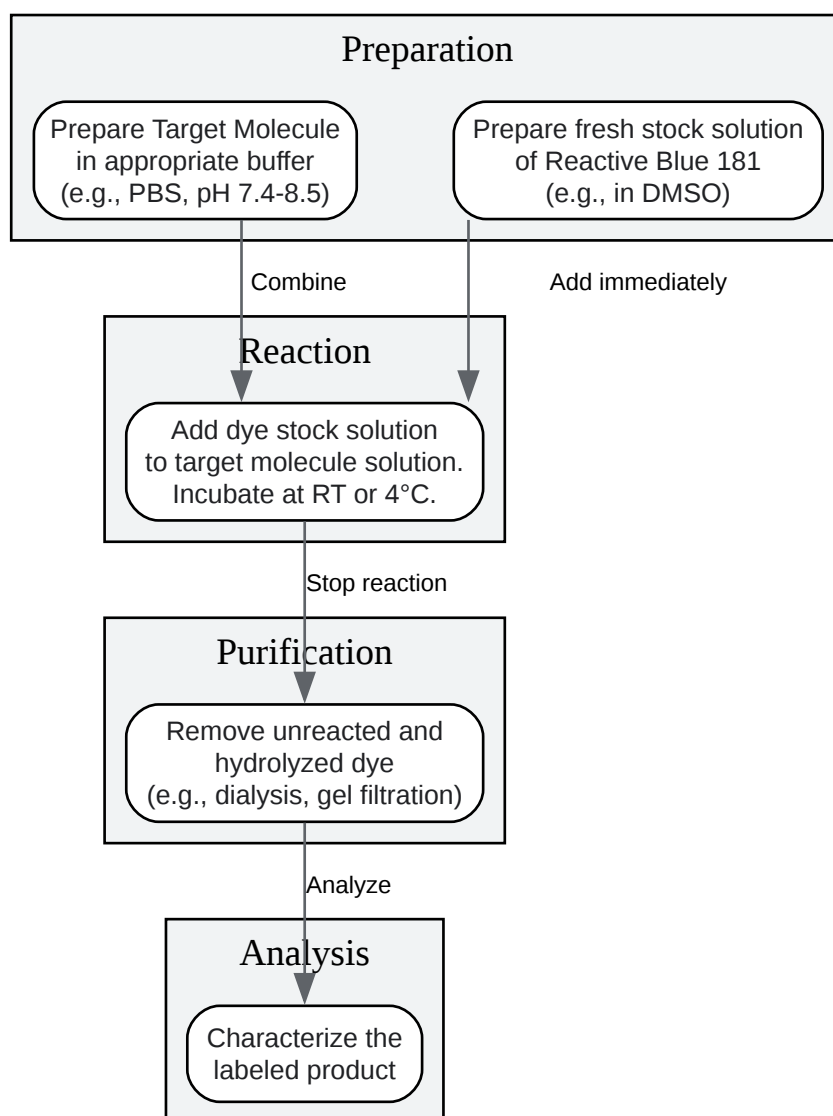 Preparation
Prepare Target Molecule
in appropriate buffer
(e.g., PBS, pH 7.4-8.5)
Prepare fresh stock solution
of Reactive Blue 181
(e.g., in DMSO)
Combine
Add immediately
Reaction
Add dye stock solution
to target molecule solution.
Incubate at RT or 4°C.
Stop reaction
Purification
Remove unreacted and
hydrolyzed dye
(e.g., dialysis, gel filtration)
Analyze
Analysis
Characterize the
labeled product